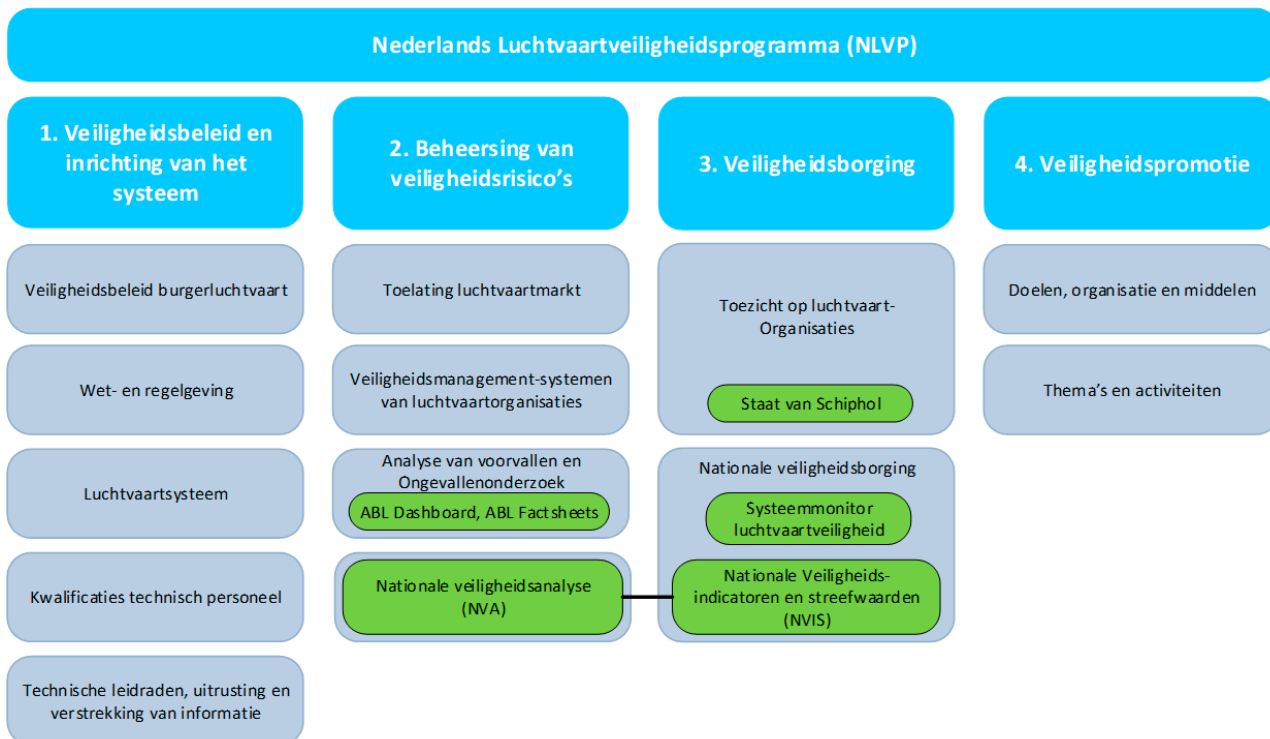 Nederlands Luchtvaartveiligheidsprogramma (NLVP)
1. Veiligheidsbeleid en
inrichting van het
systeem
Veiligheidsbeleid burgerluchtvaart
Wet- en regelgeving
Luchtvaartsysteem
Kwalificaties technisch personeel
Technische leidraden, uitrusting en
verstrekking van informatie
2. Beheersing van
veiligheidsrisico’s
Toelating luchtvaartmarkt
Veiligheidsmanagement-systemen
van luchtvaartorganisaties
Analyse van voorvallen en
Ongevallenonderzoek
ABL Dashboard, ABL Factsheets
Nationale veiligheidsanalyse
(NVA)
3. Veiligheidsborging
Toezicht op luchtvaart-
Organisaties
Staat van Schiphol
Nationale veiligheidsborging
Systeemmonitor
luchtvaartveiligheid
Nationale Veiligheids-
indicatoren en streefwaarden
(NVIS)
4. Veiligheidspromotie
Doelen, organisatie en middelen
Thema’s en activiteiten